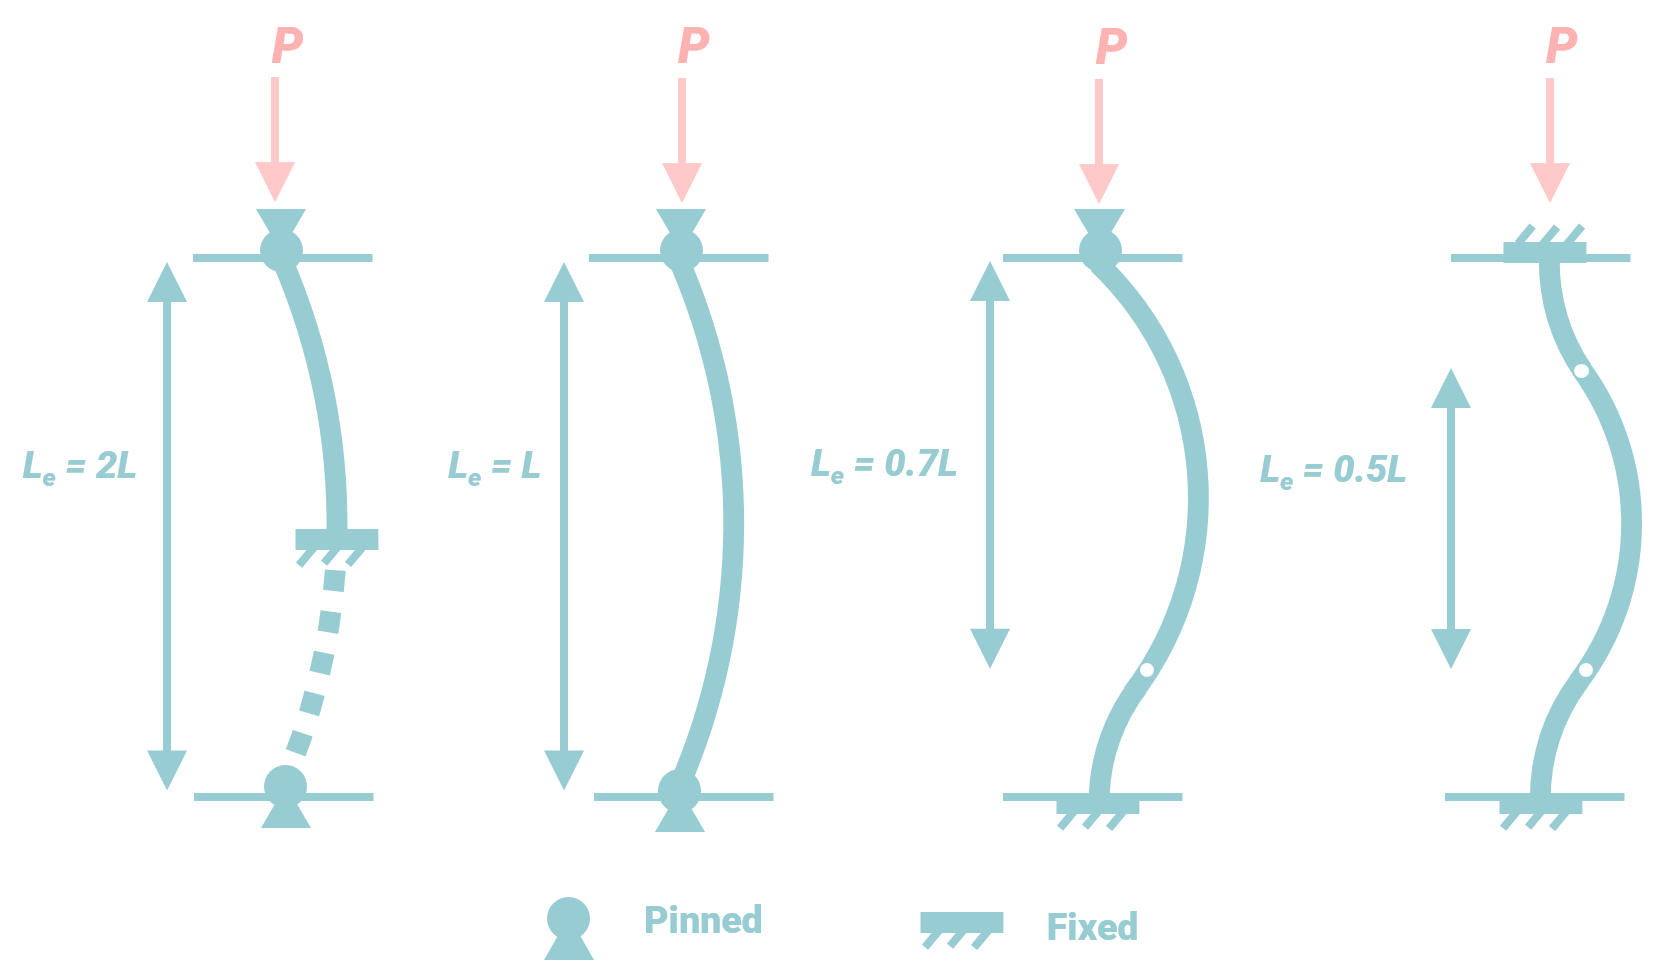 P
P
P
P
Le = 2L
Le = L
Le = 0.7L
Le = 0.5L
Pinned
Fixed